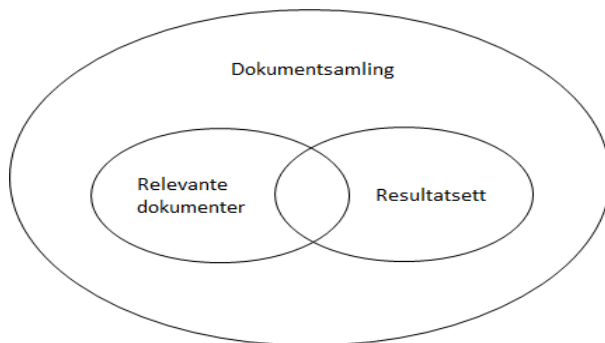 Dokumentsamling
Relevante
dokumenter
Resultatsett